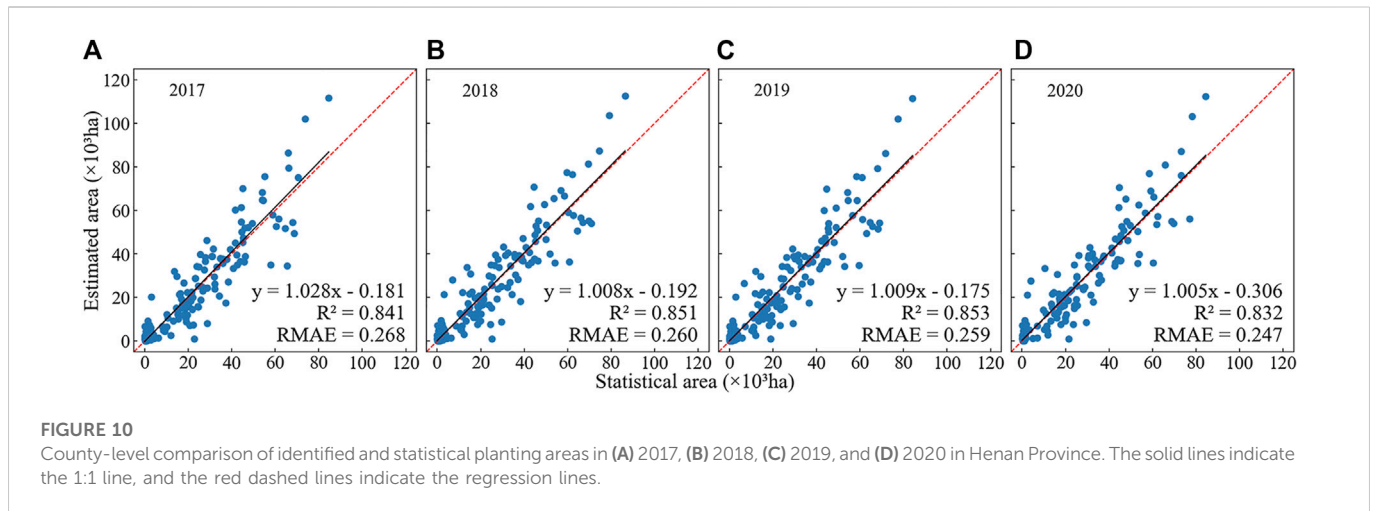 A
B
C
D
2017
2018
2019
2020
120
100
80
60
40
20
0
Estimated area (×10³ha)
y = 1.028x - 0.181
R² = 0.841
RMAE = 0.268
y = 1.008x - 0.192
R² = 0.851
RMAE = 0.260
y = 1.009x - 0.175
R² = 0.853
RMAE = 0.259
y = 1.005x - 0.306
R² = 0.832
RMAE = 0.247
0 20 40 60 80 100 120
0 20 40 60 80 100 120
0 20 40 60 80 100 120
0 20 40 60 80 100 120
Statistical area (×10³ha)
FIGURE 10
County-level comparison of identified and statistical planting areas in (A) 2017, (B) 2018, (C) 2019, and (D) 2020 in Henan Province. The solid lines indicate
the 1:1 line, and the red dashed lines indicate the regression lines.